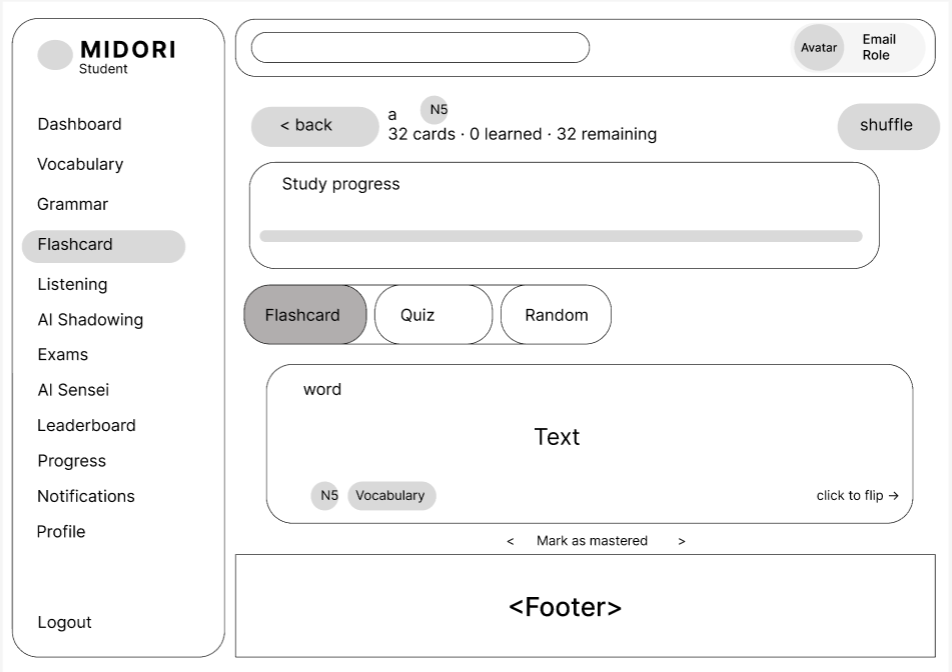 MIDORI
Student
Dashboard
Vocabulary
Grammar
Flashcard
Listening
AI Shadowing
Exams
AI Sensei
Leaderboard
Progress
Notifications
Profile
Logout
Avatar
Email
Role
< back
a
N5
32 cards · 0 learned · 32 remaining
shuffle
Study progress
Flashcard
Quiz
Random
word
Text
N5
Vocabulary
click to flip →
< Mark as mastered >
<Footer>